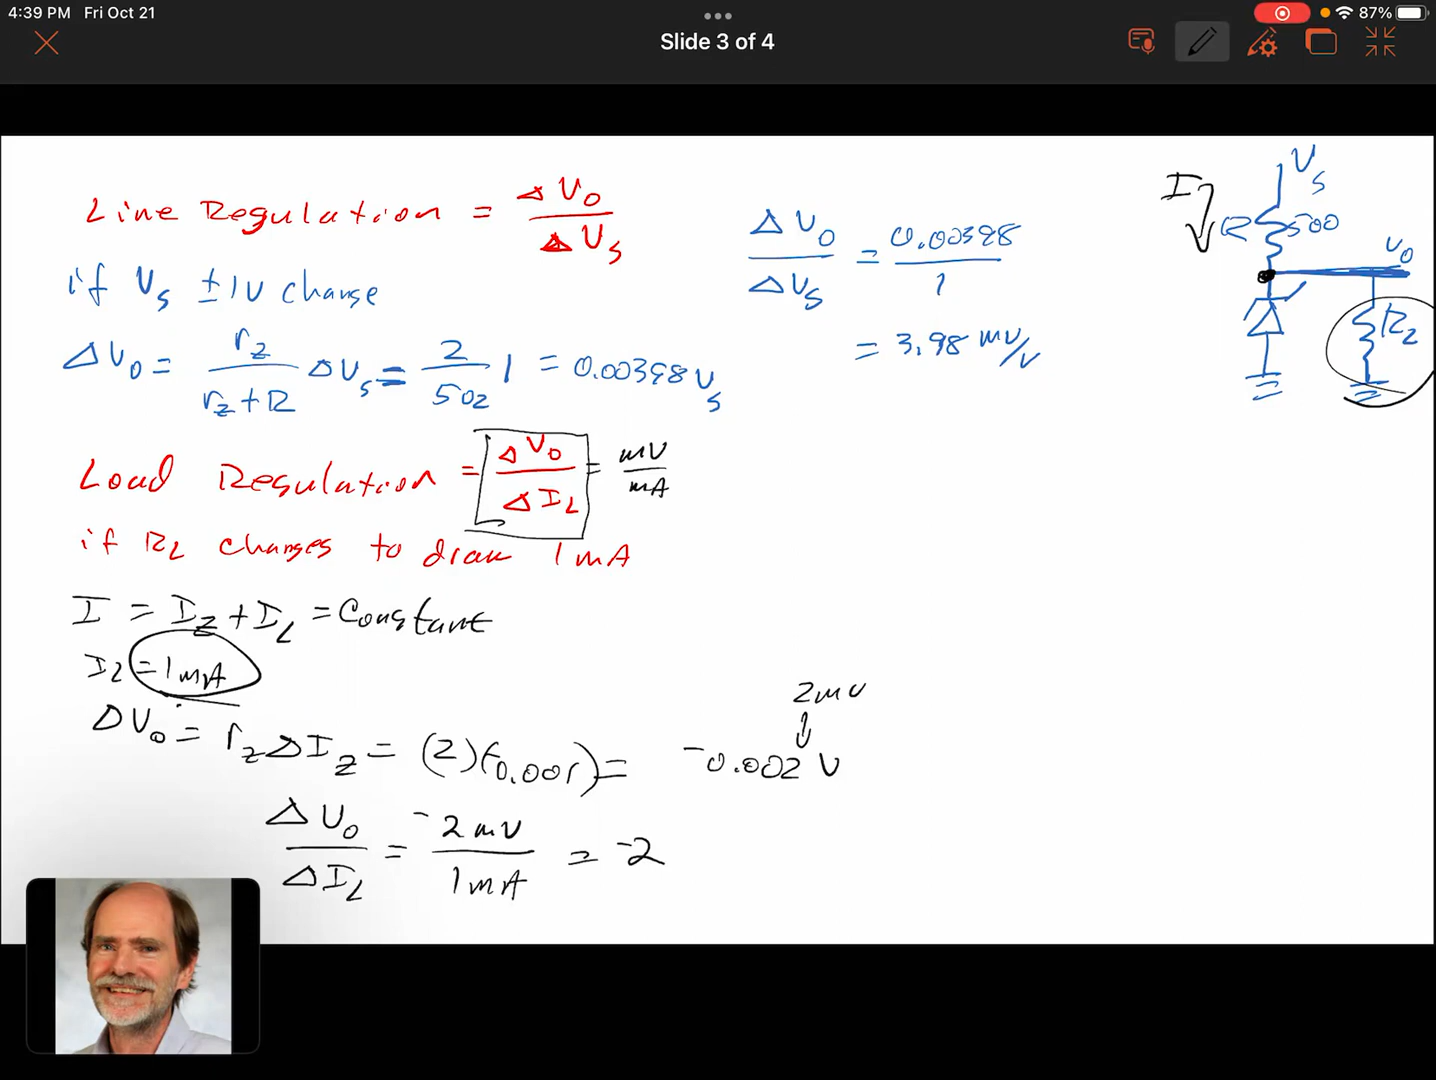 4:39 PM Fri Oct 21
87%
Slide 3 of 4
Line Regulation = ΔVo / ΔVs
if Vs ±1V change
ΔVo = rz / (rz + R) ΔVs = 2 / 502 1 = 0.00398 Vs
ΔVo / ΔVs = 0.00398 / 1
= 3.98 mV/V
I
Vs
R 500
Vo
RL
Load Regulation = ΔVo / ΔIL = mV / mA
if RL changes to draw 1mA
I = Iz + IL = Constant
IL = 1mA
ΔVo = rz ΔIz = (2)(-0.001) = -0.002 V
2mV
ΔVo / ΔIL = -2mV / 1mA = -2